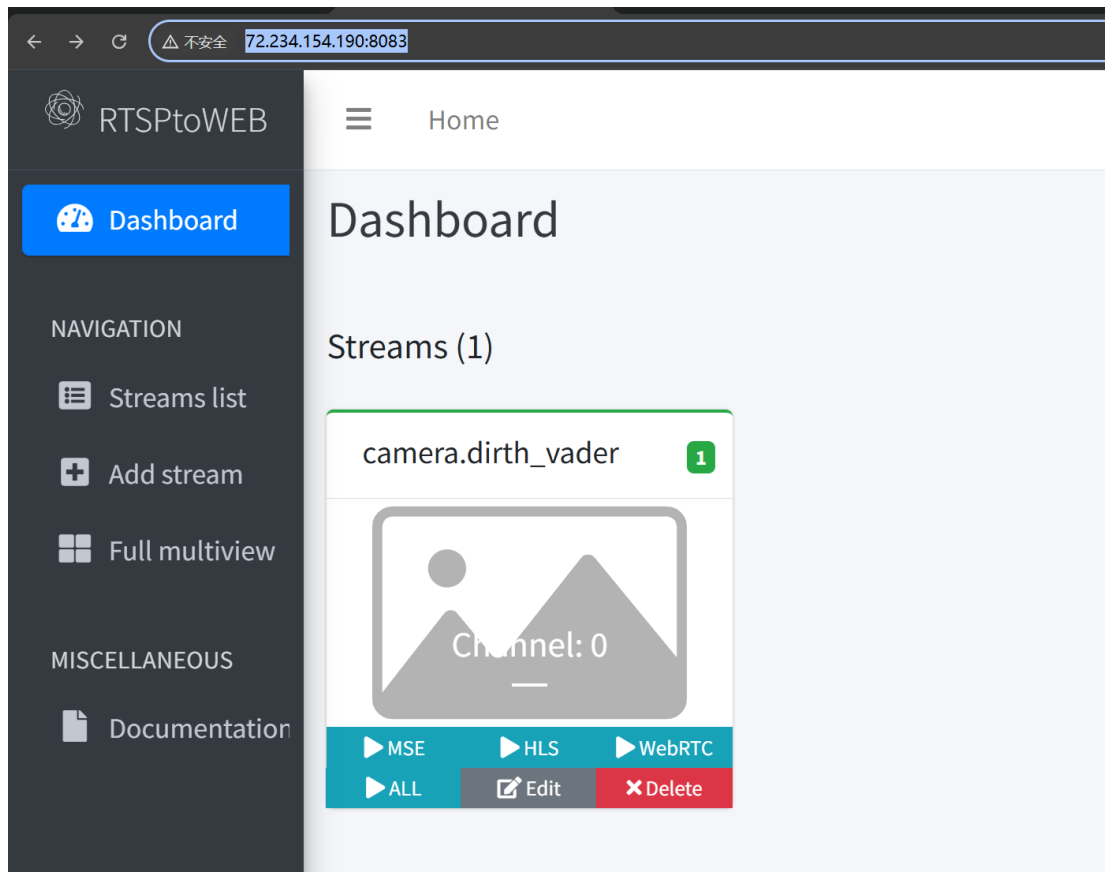 不安全 72.234.154.190:8083
RTSPtoWEB
Home
Dashboard
NAVIGATION
Streams list
Add stream
Full multiview
MISCELLANEOUS
Documentation
Dashboard
Streams (1)
camera.dirth_vader 1
Channel: 0
MSE HLS WebRTC
ALL Edit Delete